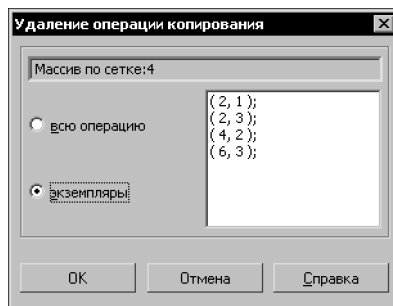 Удаление операции копирования
Массив по сетке:4
всю операцию
экземпляры
( 2, 1 );
( 2, 3 );
( 4, 2 );
( 6, 3 );
OK Отмена Справка